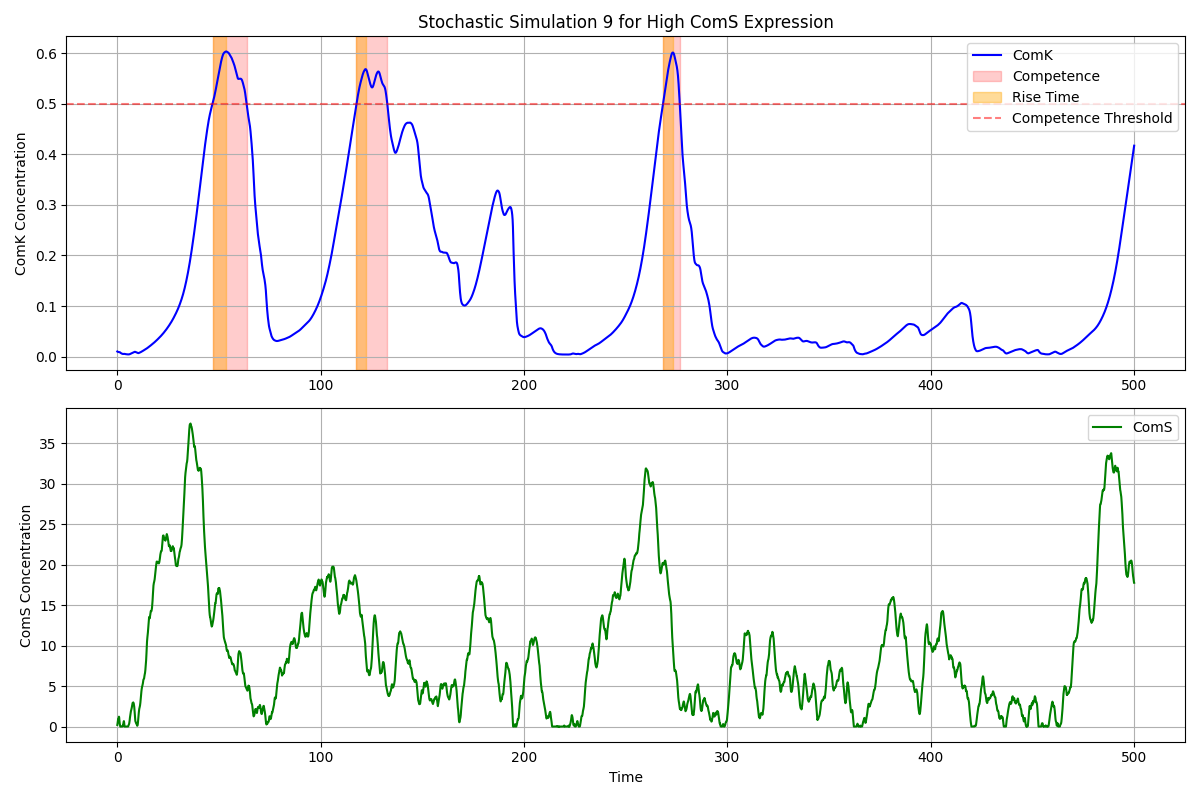 Stochastic Simulation 9 for High ComS Expression
ComK Concentration
0.6
0.5
0.4
0.3
0.2
0.1
0.0
0 100 200 300 400 500
ComK
Competence
Rise Time
Competence Threshold
ComS Concentration
35
30
25
20
15
10
5
0
0 100 200 300 400 500
ComS
Time